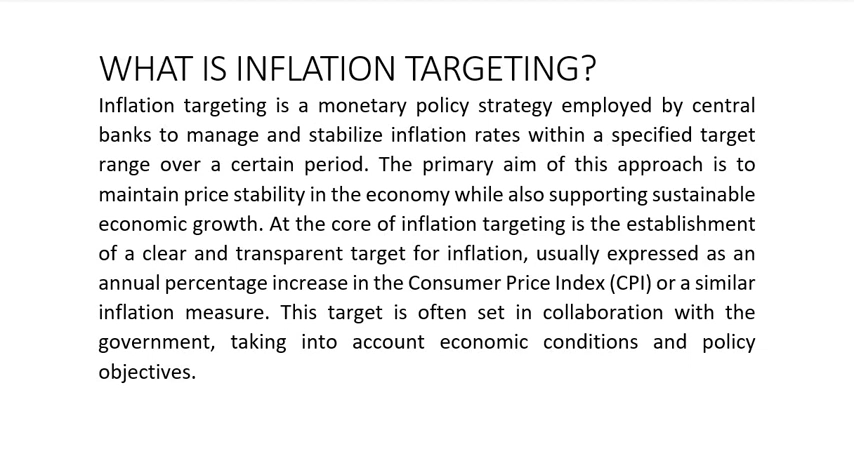 WHAT IS INFLATION TARGETING?
Inflation targeting is a monetary policy strategy employed by central
banks to manage and stabilize inflation rates within a specified target
range over a certain period. The primary aim of this approach is to
maintain price stability in the economy while also supporting sustainable
economic growth. At the core of inflation targeting is the establishment
of a clear and transparent target for inflation, usually expressed as an
annual percentage increase in the Consumer Price Index (CPI) or a similar
inflation measure. This target is often set in collaboration with the
government, taking into account economic conditions and policy
objectives.